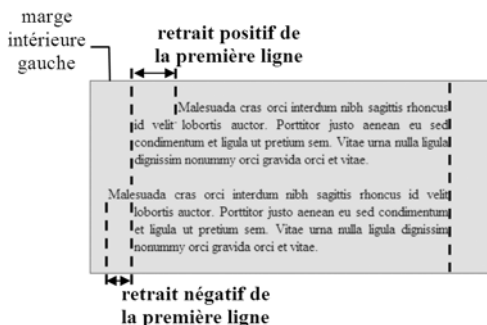 marge
intérieure
gauche
retrait positif de
la première ligne
Malesuada cras orci interdum nibh sagittis rhoncus
id velit lobortis auctor. Porttitor justo aenean eu sed
condimentum et ligula ut pretium sem. Vitae urna nulla ligula
dignissim nonummy orci gravida orci et vitae.
Malesuada cras orci interdum nibh sagittis rhoncus id velit
lobortis auctor. Porttitor justo aenean eu sed condimentum
et ligula ut pretium sem. Vitae urna nulla ligula dignissim
nonummy orci gravida orci et vitae.
retrait négatif de
la première ligne